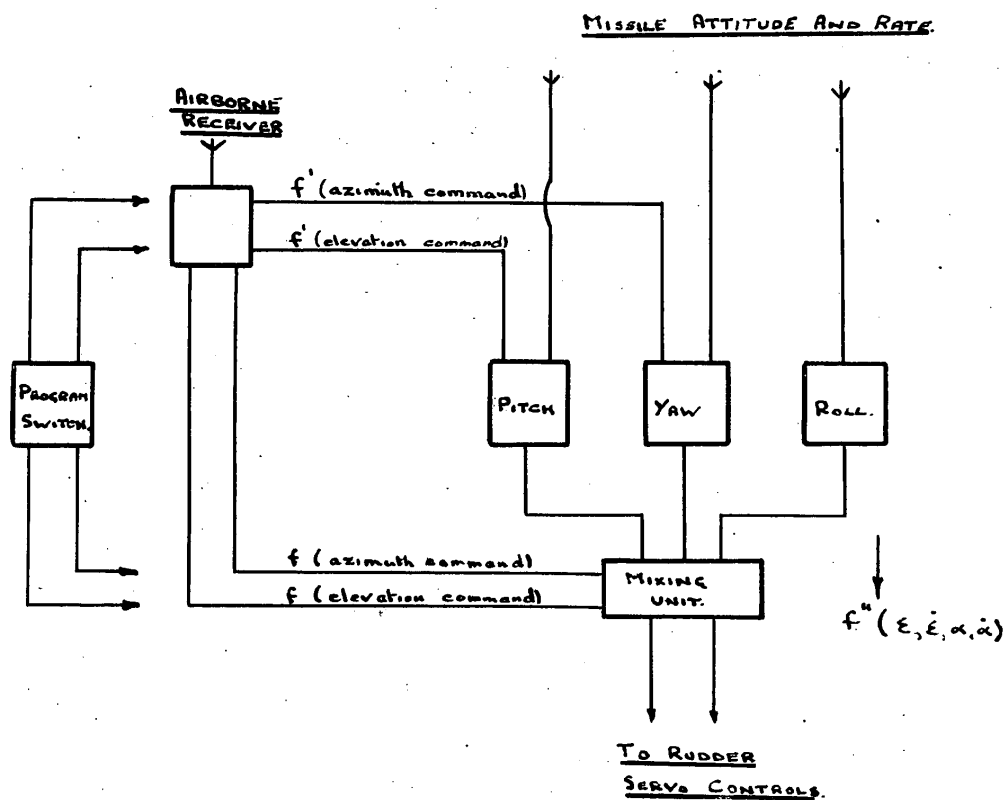 MISSILE ATTITUDE AND RATE.
AIRBORNE
RECRIVER
f' (azimuth command)
f' (elevation command)
PROGRAM
SWITCH.
PITCH
YAW
ROLL.
f (azimuth command)
f (elevation command)
MIXING
UNIT.
f" (ε, ε̇, α, α̇)
TO RUDDER
SERVO CONTROLS.